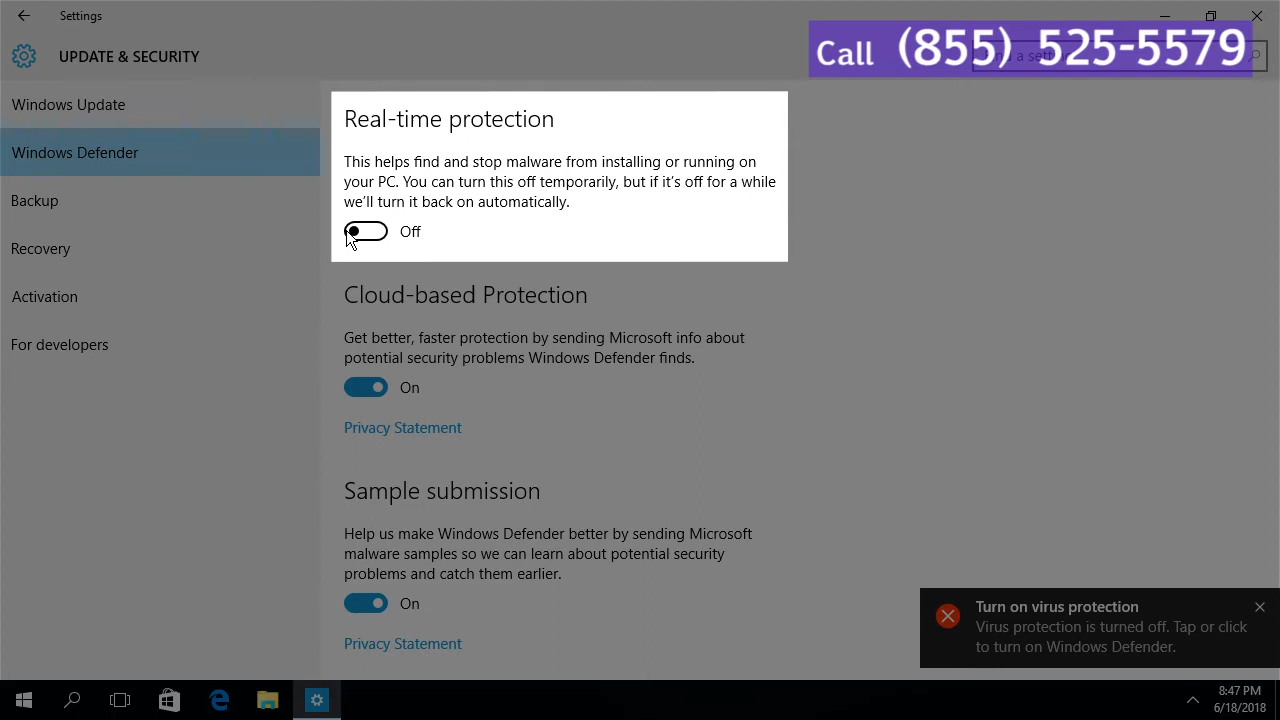 Settings
Call (855) 525-5579
UPDATE & SECURITY
Windows Update
Windows Defender
Backup
Recovery
Activation
For developers
Real-time protection
This helps find and stop malware from installing or running on
your PC. You can turn this off temporarily, but if it's off for a while
we'll turn it back on automatically.
Off
Cloud-based Protection
Get better, faster protection by sending Microsoft info about
potential security problems Windows Defender finds.
On
Privacy Statement
Sample submission
Help us make Windows Defender better by sending Microsoft
malware samples so we can learn about potential security
problems and catch them earlier.
On
Privacy Statement
Turn on virus protection
Virus protection is turned off. Tap or click
to turn on Windows Defender.
8:47 PM
6/18/2018